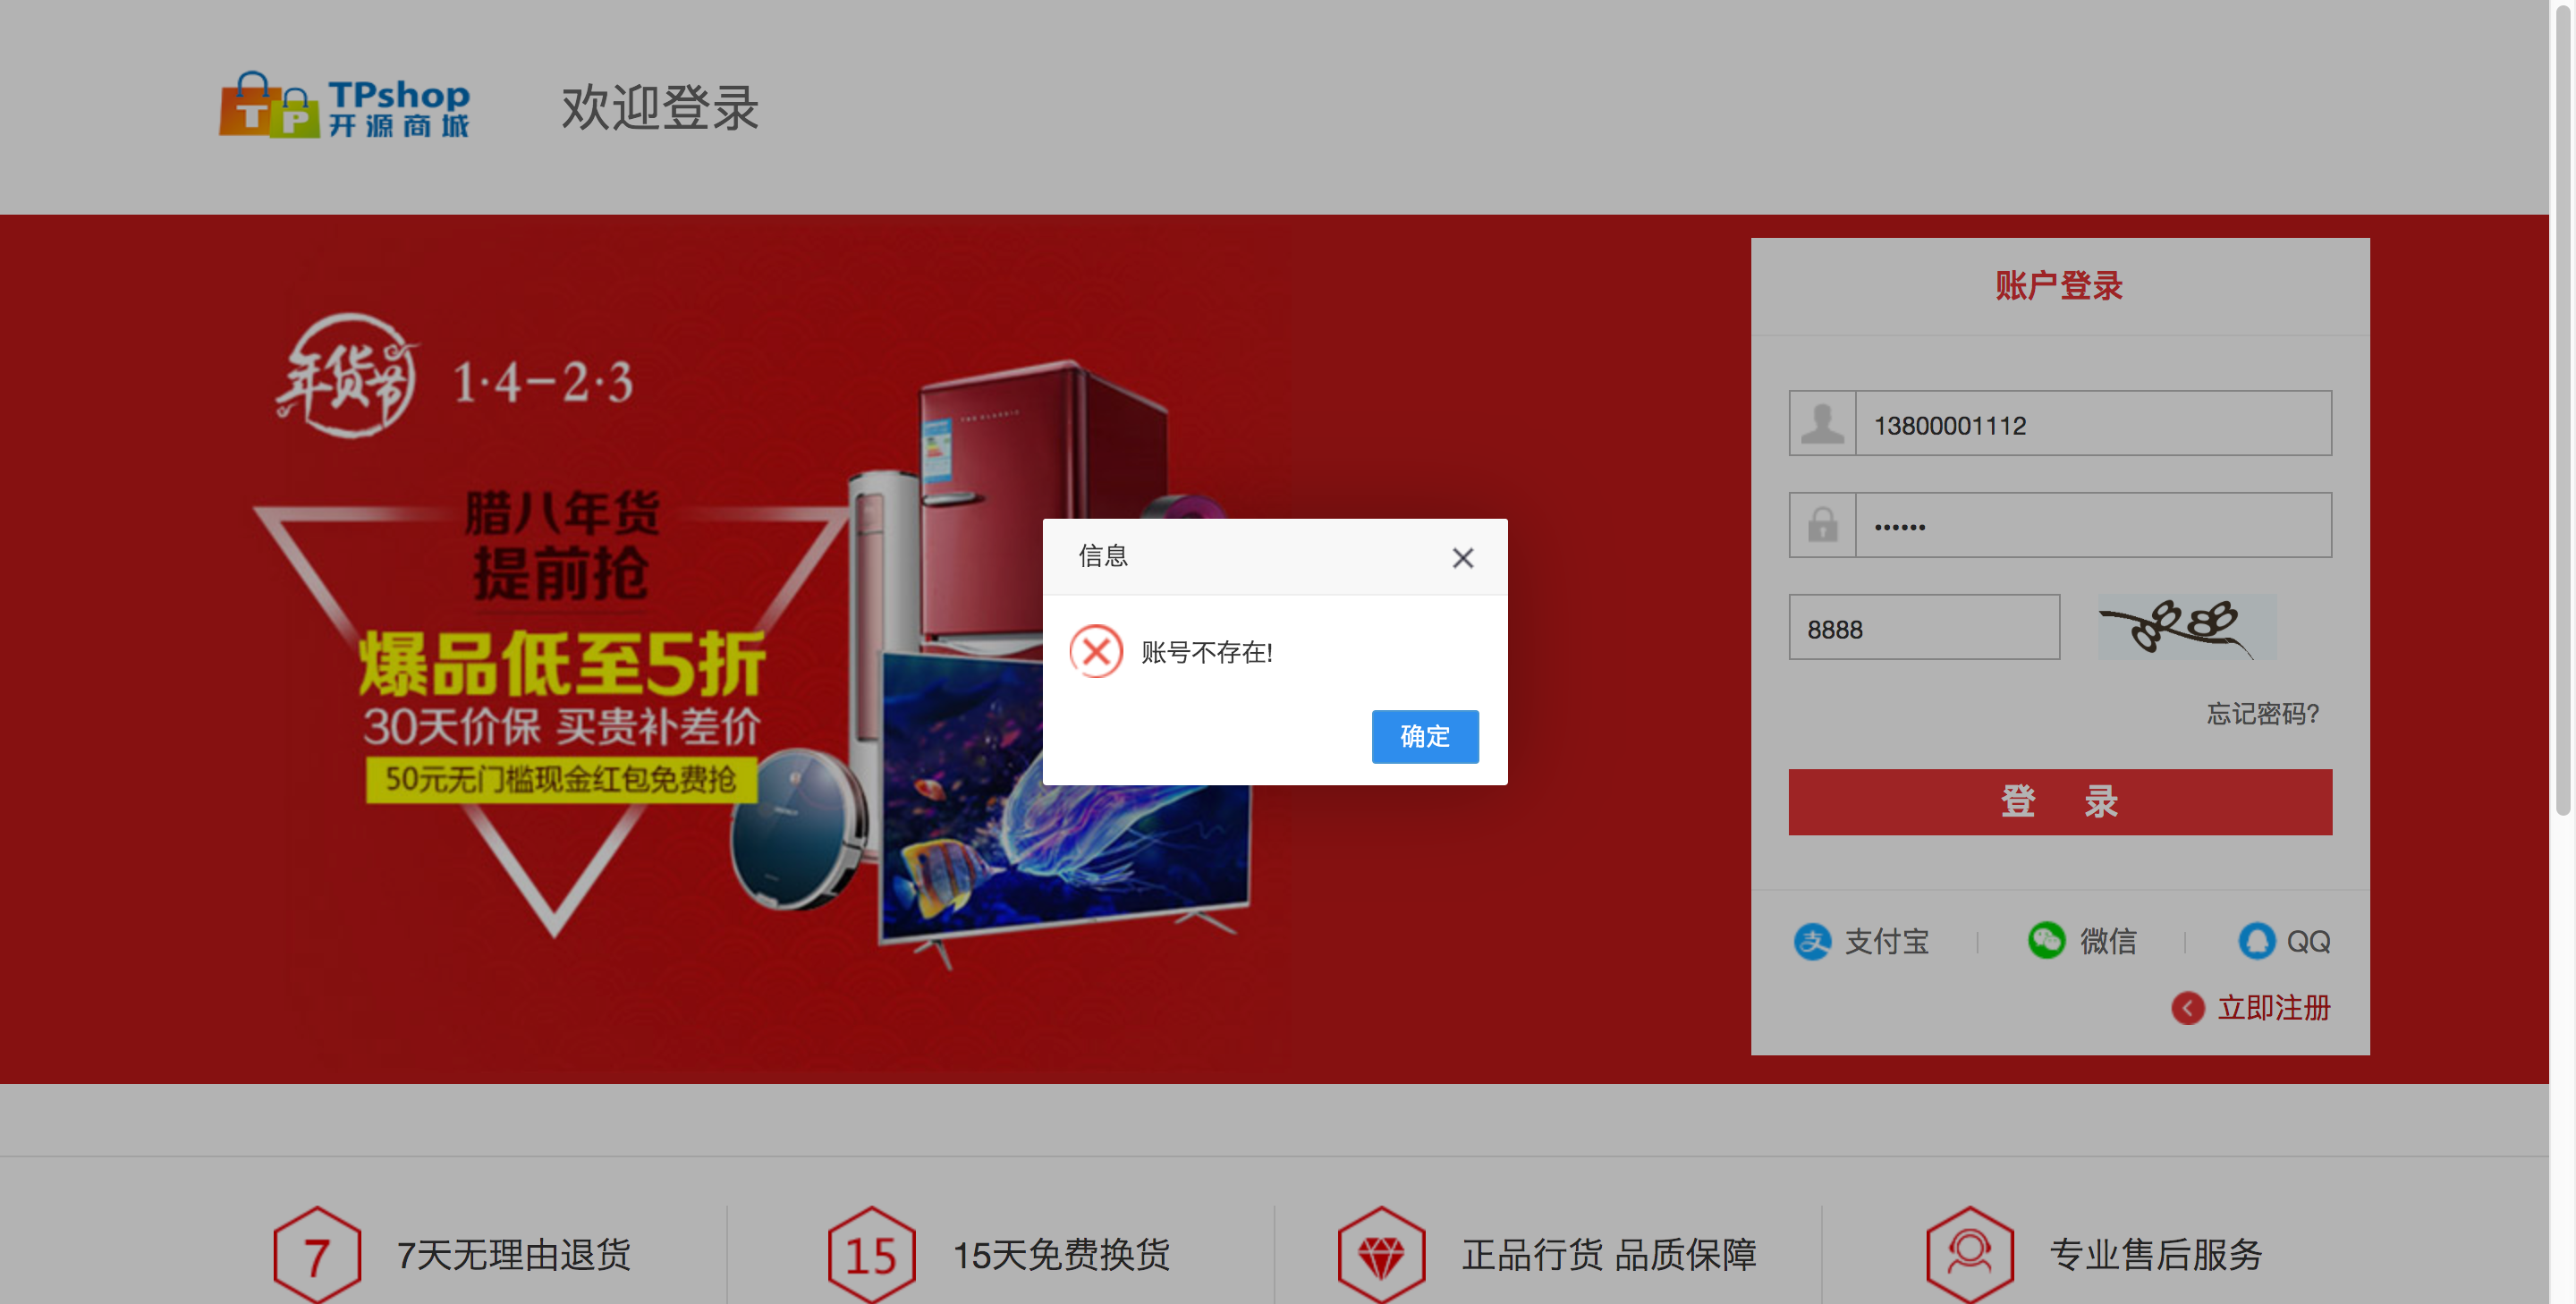 TP
TPshop
开源商城
欢迎登录
年货节
1·4-2·3
腊八年货
提前抢
爆品低至5折
30天价保 买贵补差价
50元无门槛现金红包免费抢
信息
账号不存在!
确定
账户登录
13800001112
••••••
8888
忘记密码?
登 录
支付宝
微信
QQ
立即注册
7
7天无理由退货
15
15天免费换货
正品行货 品质保障
专业售后服务